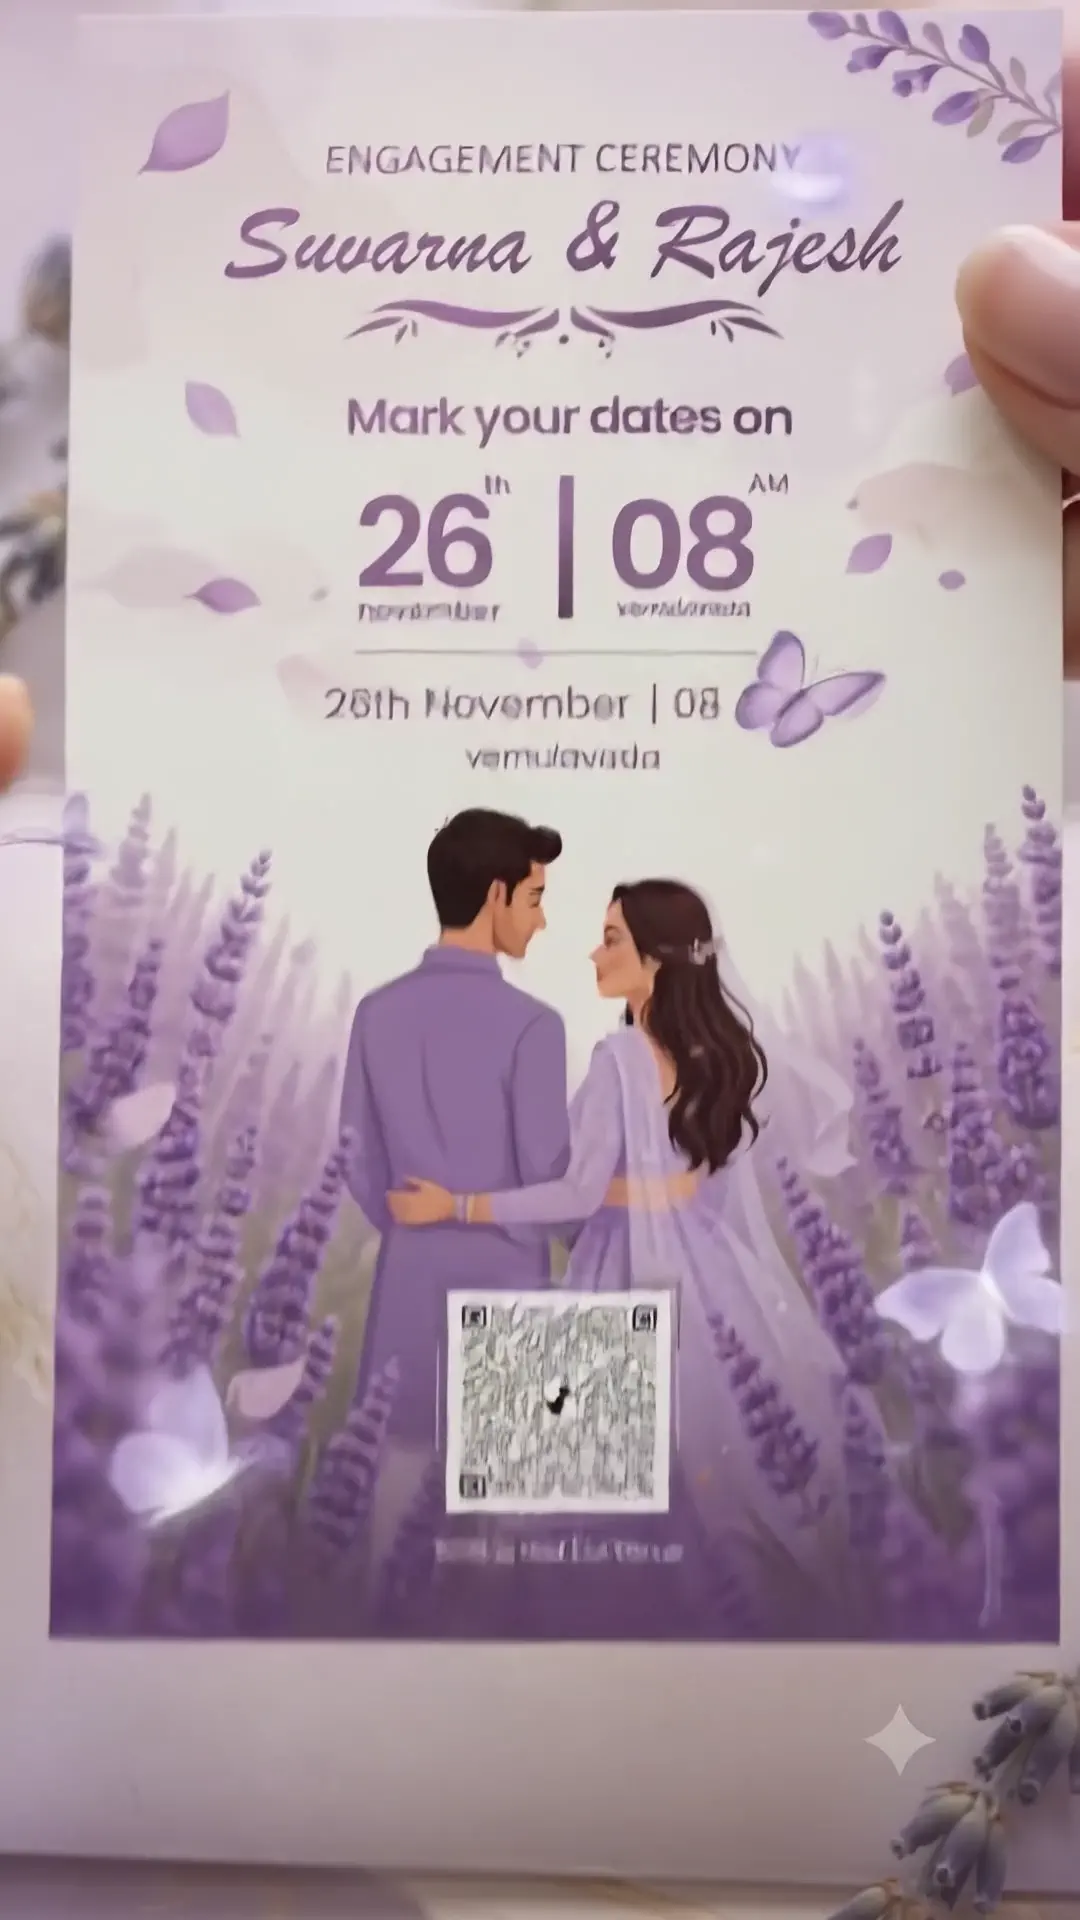 ENGAGEMENT CEREMONY
Suvarna & Rajesh
Mark your dates on
26th | 08 AM
26th November | 08
vemulavada